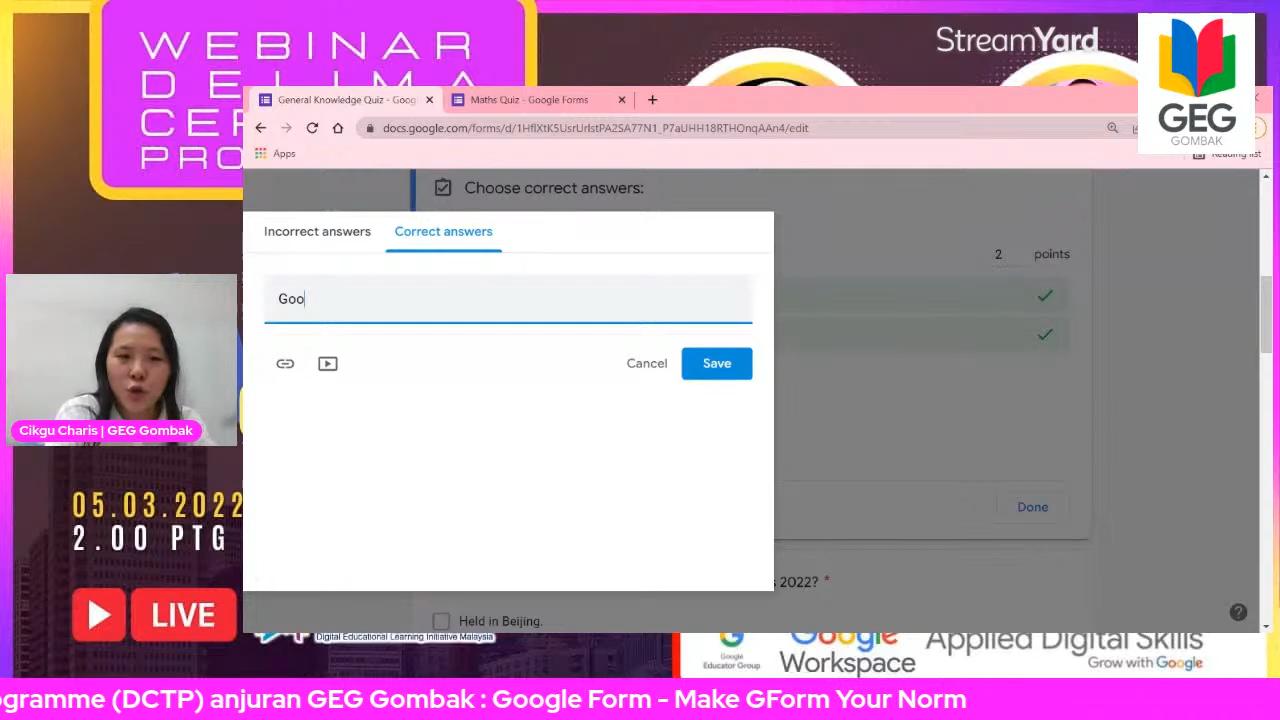 WEBINAR
DELIMA
CER
PRO
StreamYard
GEG
GOMBAK
General Knowledge Quiz - Goog
Maths Quiz - Google Forms
docs.google.com/forms/d/1HflXtK5UsrUrIstPA2SA77N1_P7aUHH18RTHOnqAAn4/edit
Apps
Reading list
Choose correct answers:
Incorrect answers Correct answers
2 points
Goo
Cancel Save
Done
s 2022? *
Held in Beijing.
Cikgu Charis | GEG Gombak
05.03.2022
2.00 PTG
LIVE
Digital Educational Learning Initiative Malaysia
Google
Educator Group
Google
Workspace
Applied Digital Skills
Grow with Google
ogramme (DCTP) anjuran GEG Gombak : Google Form - Make GForm Your Norm